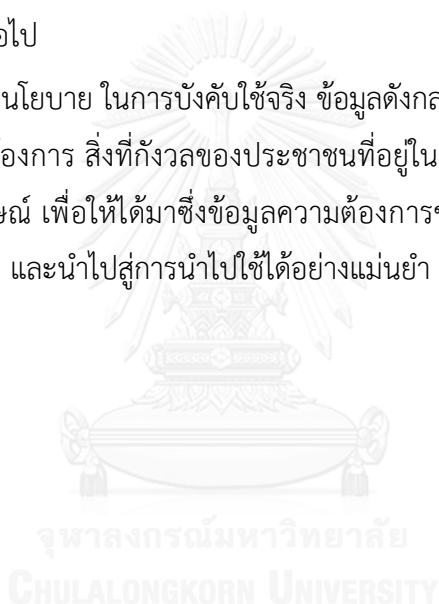 อไป
นโยบาย ในการบังคับใช้จริง ข้อมูลดังกล
้องการ สิ่งที่กังวลของประชาชนที่อยู่ใน
ษณ์ เพื่อให้ได้มาซึ่งข้อมูลความต้องการข
และนำไปสู่การนำไปใช้ได้อย่างแม่นยำ
จุฬาลงกรณ์มหาวิทยาลัย
CHULALONGKORN UNIVERSITY